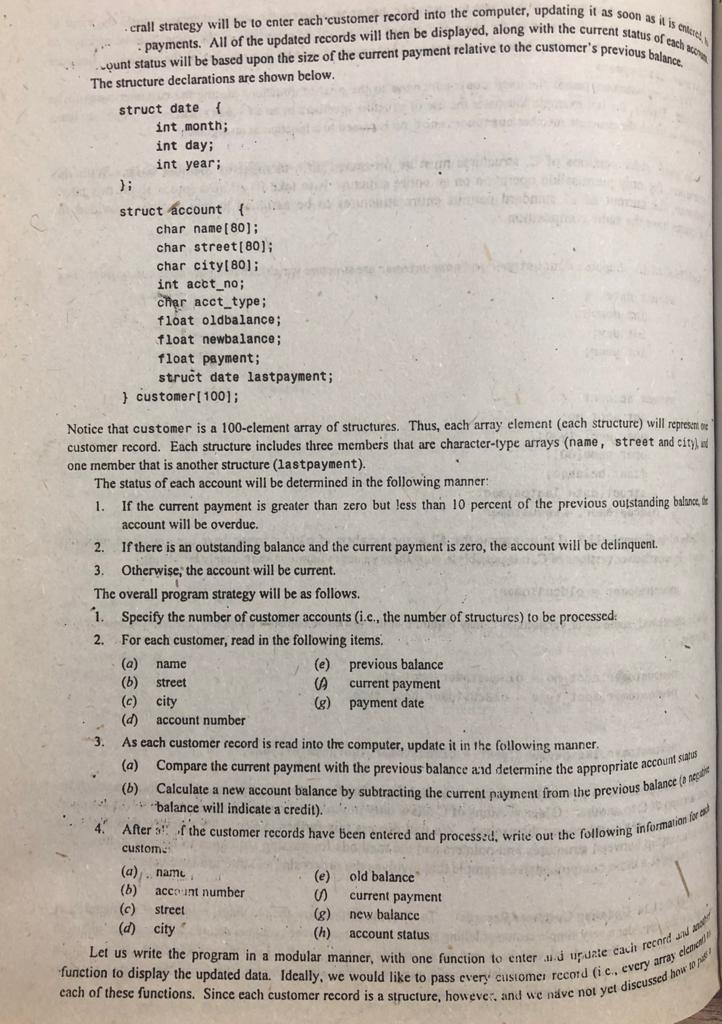 erall strategy will be to enter each customer record into the computer, updating it as soon as it is entered,
payments. All of the updated records will then be displayed, along with the current status of each account
ount status will be based upon the size of the current payment relative to the customer's previous balance.
The structure declarations are shown below.
struct date {
int month;
int day;
int year;
};
struct account {
char name[80];
char street[80];
char city[80];
int acct_no;
char acct_type;
float oldbalance;
float newbalance;
float payment;
struct date lastpayment;
} customer[100];
Notice that customer is a 100-element array of structures. Thus, each array element (each structure) will represent one
customer record. Each structure includes three members that are character-type arrays (name, street and city), and
one member that is another structure (lastpayment).
The status of each account will be determined in the following manner:
1. If the current payment is greater than zero but less than 10 percent of the previous outstanding balance, the
account will be overdue.
2. If there is an outstanding balance and the current payment is zero, the account will be delinquent.
3. Otherwise, the account will be current.
The overall program strategy will be as follows.
1. Specify the number of customer accounts (i.e., the number of structures) to be processed.
2. For each customer, read in the following items.
(a) name (e) previous balance
(b) street (f) current payment
(c) city (g) payment date
(d) account number
3. As each customer record is read into the computer, update it in the following manner.
(a) Compare the current payment with the previous balance and determine the appropriate account status
(b) Calculate a new account balance by subtracting the current payment from the previous balance (a negative
balance will indicate a credit).
4. After all of the customer records have been entered and processed, write out the following information for each
custome
(a) name (e) old balance
(b) account number (f) current payment
(c) street (g) new balance
(d) city (h) account status
Let us write the program in a modular manner, with one function to enter and update each record and another
function to display the updated data. Ideally, we would like to pass every customer record (i.e., every array element) to
each of these functions. Since each customer record is a structure, however, and we have not yet discussed how to pass a